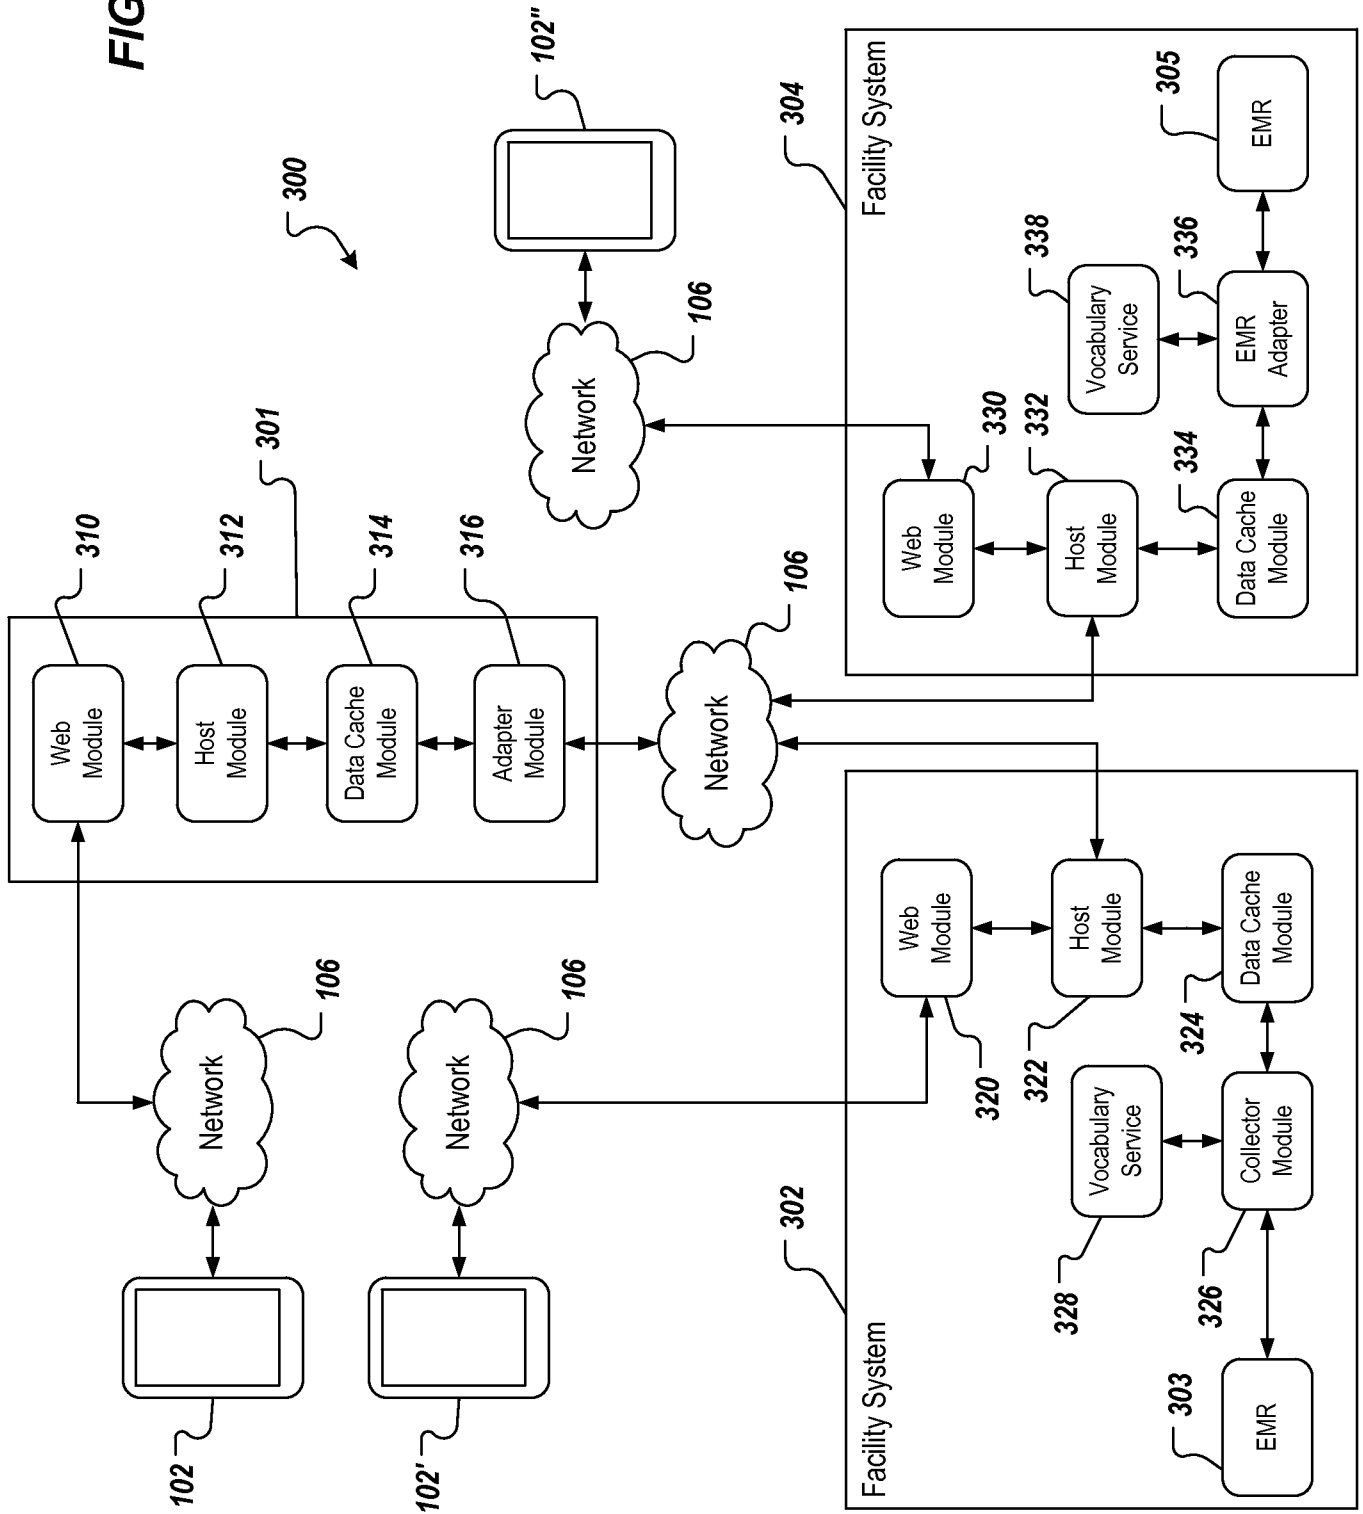 FIG
300
301
310
Web
Module
312
Host
Module
314
Data Cache
Module
316
Adapter
Module
102
Network
106
102'
Network
106
102"
Network
106
Network
106
302
Facility System
320
Web
Module
322
Host
Module
324
Data Cache
Module
328
Vocabulary
Service
326
Collector
Module
303
EMR
304
Facility System
330
Web
Module
332
Host
Module
334
Data Cache
Module
338
Vocabulary
Service
336
EMR
Adapter
305
EMR